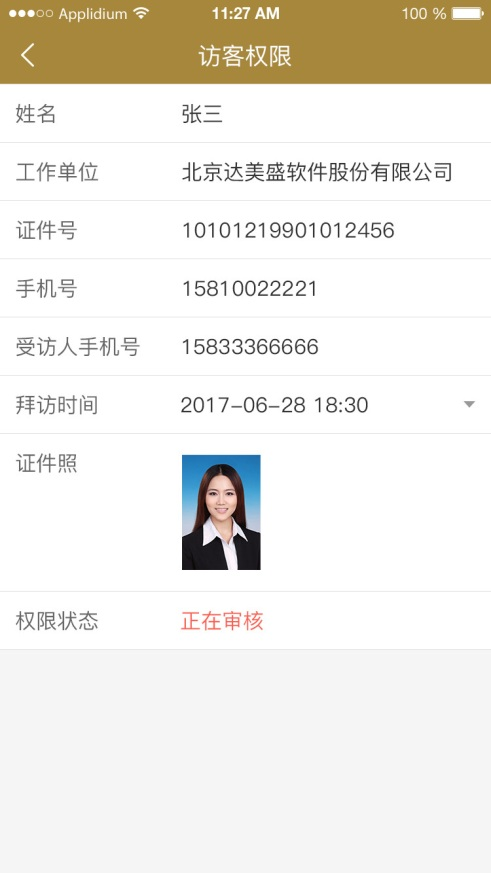 Applidium 11:27 AM 100 %
访客权限
姓名 张三
工作单位 北京达美盛软件股份有限公司
证件号 10101219901012456
手机号 15810022221
受访人手机号 15833366666
拜访时间 2017-06-28 18:30
证件照
权限状态 正在审核